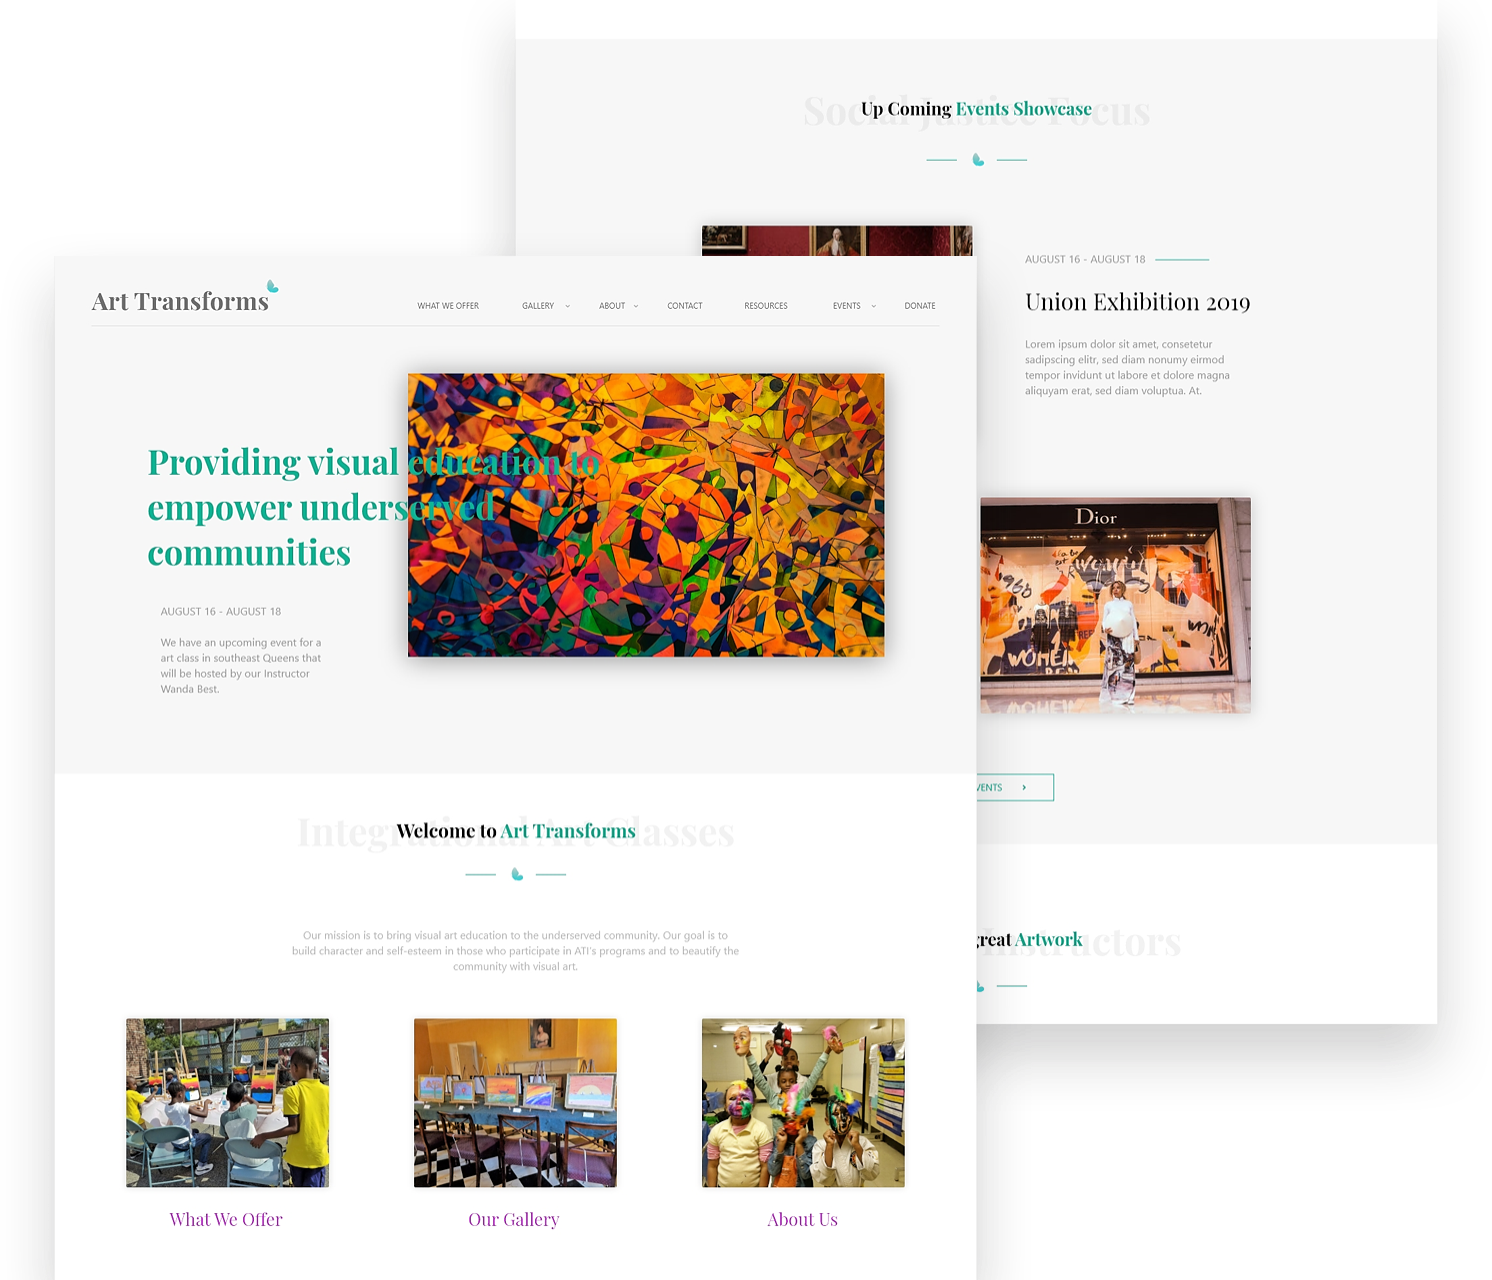 Social Justice Focus
Up Coming Events Showcase
AUGUST 16 - AUGUST 18
Union Exhibition 2019
Lorem ipsum dolor sit amet, consetetur
sadipscing elitr, sed diam nonumy eirmod
tempor invidunt ut labore et dolore magna
aliquyam erat, sed diam voluptua. At.
Dior
WOMEN
VENTS
great Artwork
Instructors
Art Transforms
WHAT WE OFFER GALLERY ABOUT CONTACT RESOURCES EVENTS DONATE
Providing visual education to
empower underserved
communities
AUGUST 16 - AUGUST 18
We have an upcoming event for a
art class in southeast Queens that
will be hosted by our Instructor
Wanda Best.
Integrational Art Classes
Welcome to Art Transforms
Our mission is to bring visual art education to the underserved community. Our goal is to
build character and self-esteem in those who participate in ATI's programs and to beautify the
community with visual art.
What We Offer Our Gallery About Us